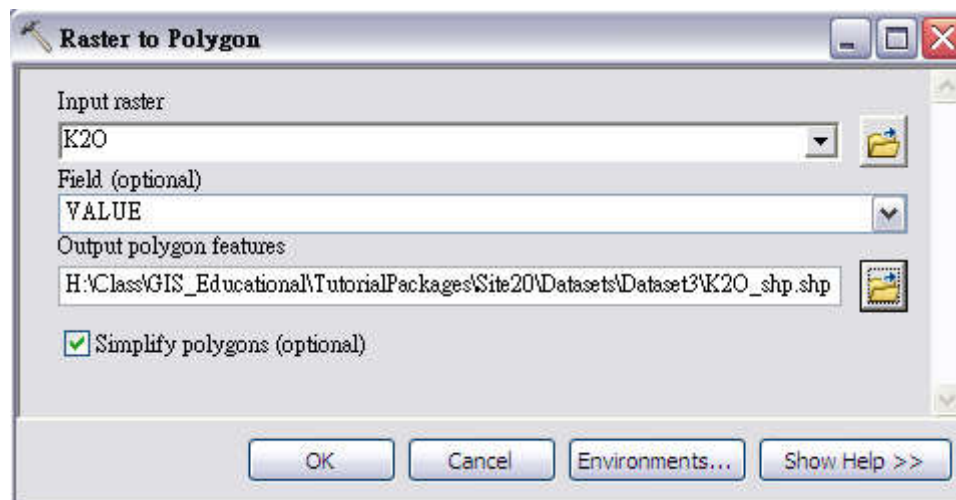 Raster to Polygon
Input raster
K2O
Field (optional)
VALUE
Output polygon features
H:\Class\GIS_Educational\TutorialPackages\Site20\Datasets\Dataset3\K2O_shp.shp
Simplify polygons (optional)
OK Cancel Environments... Show Help >>